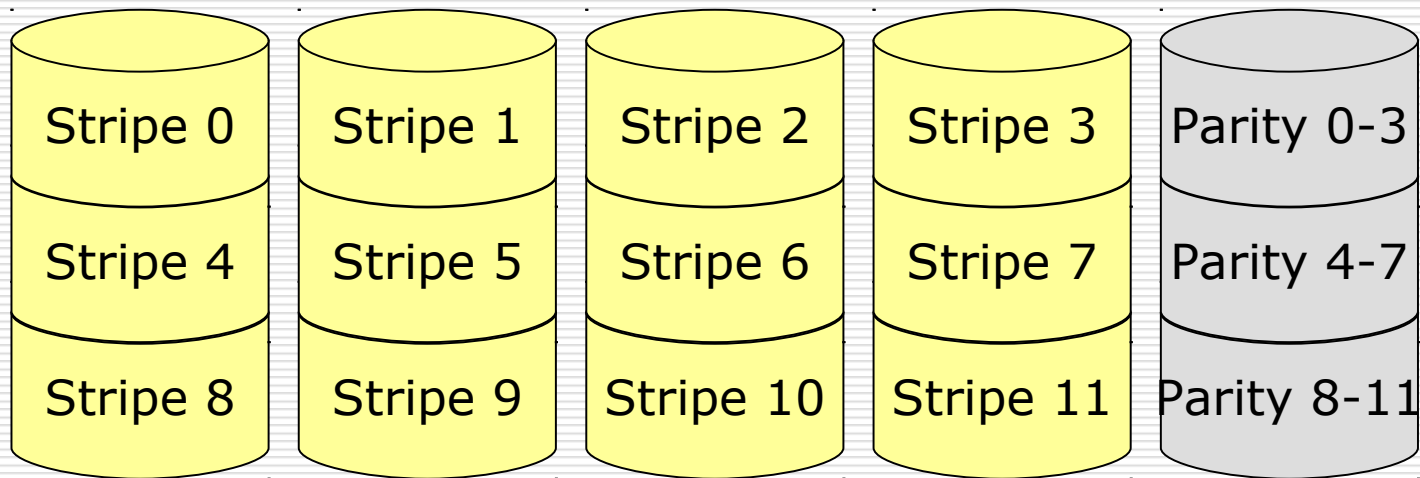 Stripe 0 Stripe 1 Stripe 2 Stripe 3 Parity 0-3
Stripe 4 Stripe 5 Stripe 6 Stripe 7 Parity 4-7
Stripe 8 Stripe 9 Stripe 10 Stripe 11 Parity 8-11